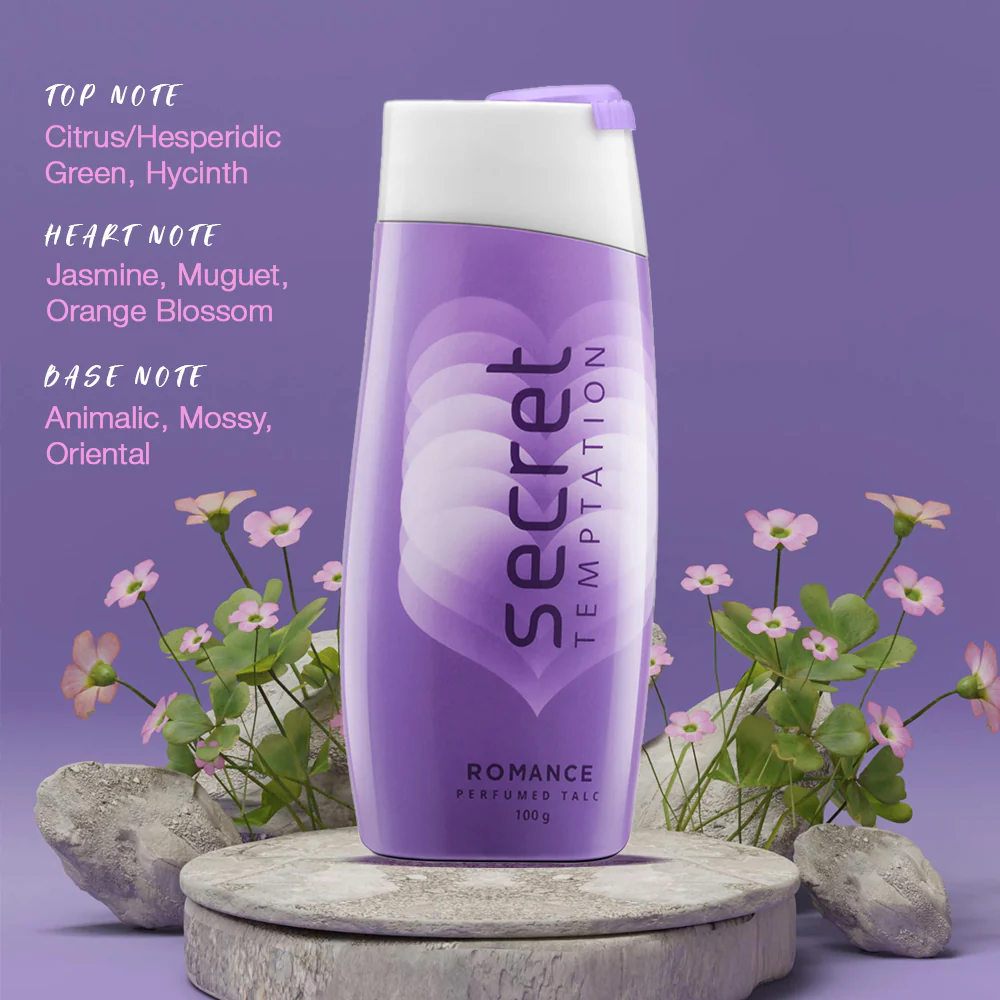 TOP NOTE
Citrus/Hesperidic
Green, Hycinth
HEART NOTE
Jasmine, Muguet,
Orange Blossom
BASE NOTE
Animalic, Mossy,
Oriental
secret
TEMPTATION
ROMANCE
PERFUMED TALC
100 g